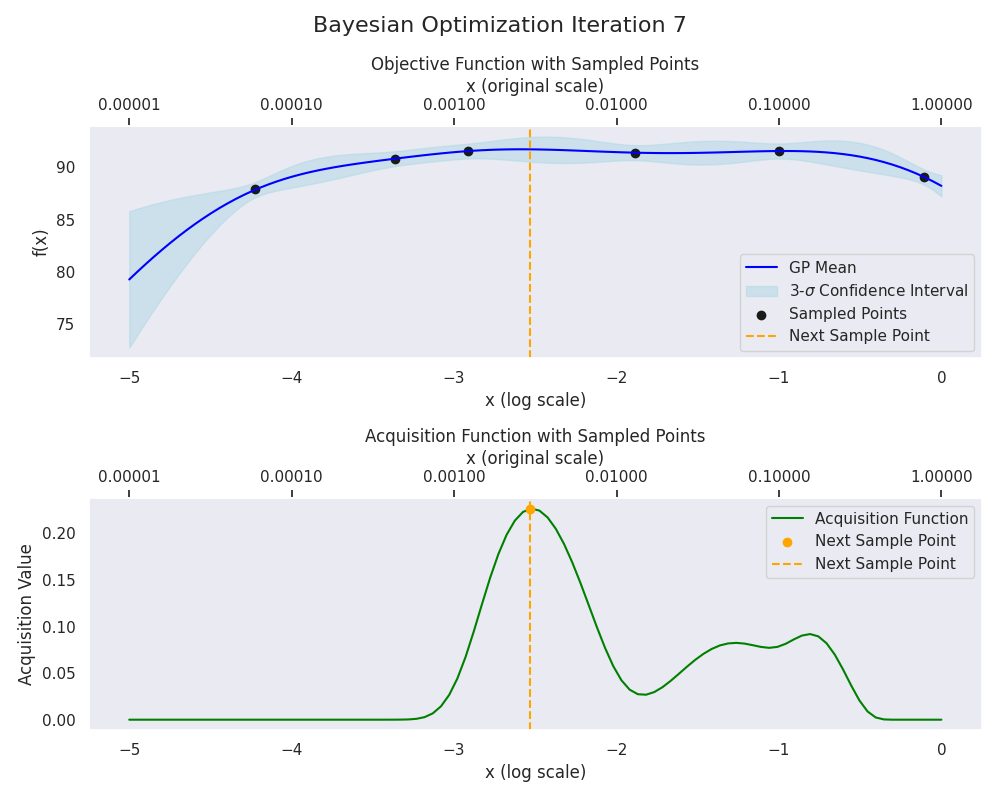 Bayesian Optimization Iteration 7
Objective Function with Sampled Points
x (original scale)
0.00001 0.00010 0.00100 0.01000 0.10000 1.00000
90
85
80
75
f(x)
GP Mean
3-σ Confidence Interval
Sampled Points
Next Sample Point
−5 −4 −3 −2 −1 0
x (log scale)
Acquisition Function with Sampled Points
x (original scale)
0.00001 0.00010 0.00100 0.01000 0.10000 1.00000
0.20
0.15
0.10
0.05
0.00
Acquisition Value
Acquisition Function
Next Sample Point
Next Sample Point
−5 −4 −3 −2 −1 0
x (log scale)